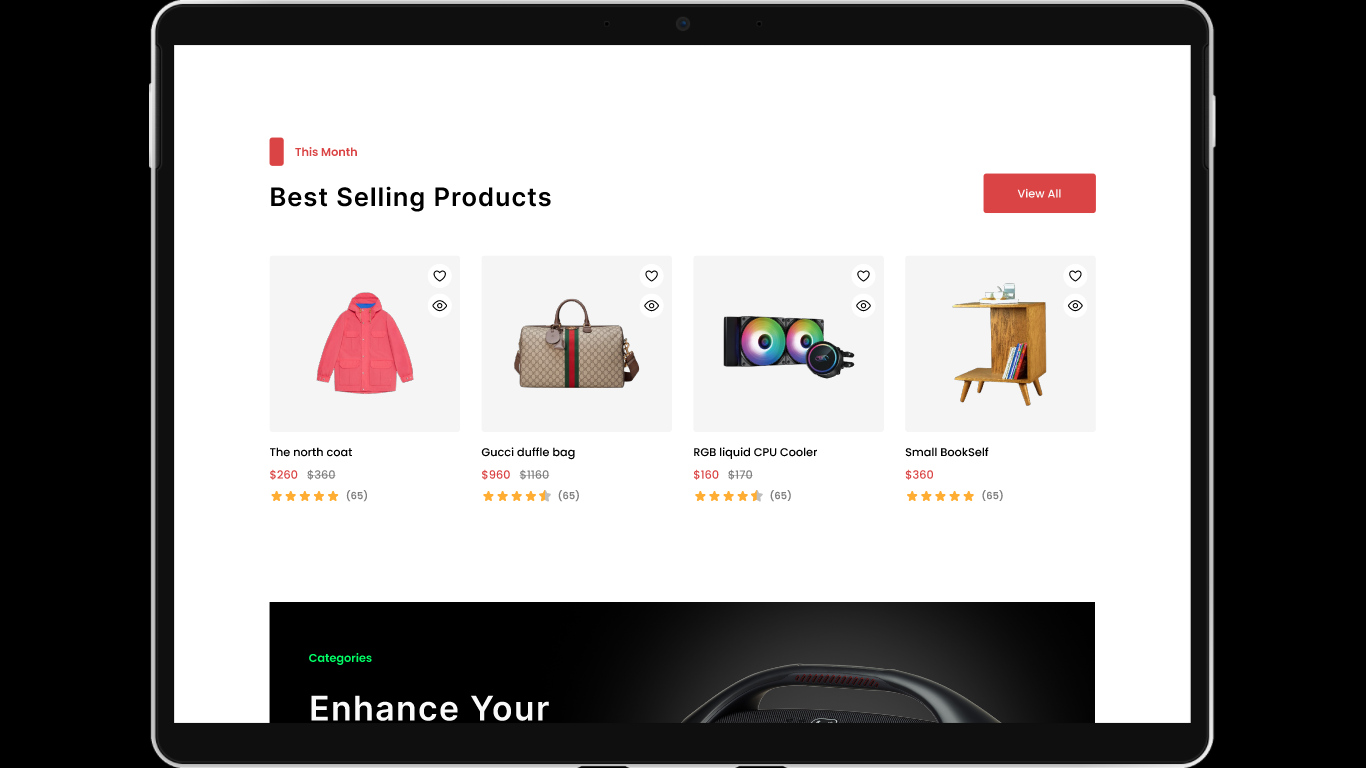 This Month
Best Selling Products
View All
The north coat
$260 $360
(65)
Gucci duffle bag
$960 $1160
(65)
RGB liquid CPU Cooler
$160 $170
(65)
Small BookSelf
$360
(65)
Categories
Enhance Your